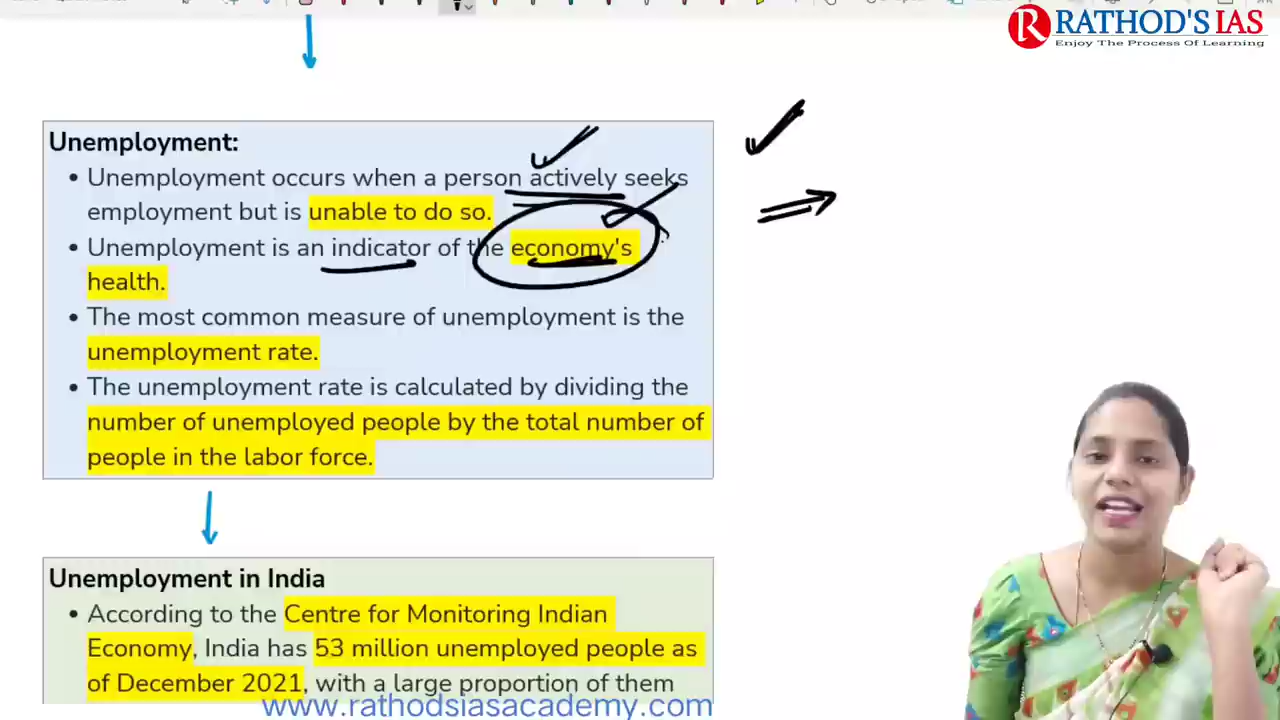 RATHOD'S IAS
Enjoy The Process Of Learning
Unemployment:
• Unemployment occurs when a person actively seeks
employment but is unable to do so.
• Unemployment is an indicator of the economy's
health.
• The most common measure of unemployment is the
unemployment rate.
• The unemployment rate is calculated by dividing the
number of unemployed people by the total number of
people in the labor force.
Unemployment in India
• According to the Centre for Monitoring Indian
Economy, India has 53 million unemployed people as
of December 2021, with a large proportion of them
www.rathodsiasacademy.com